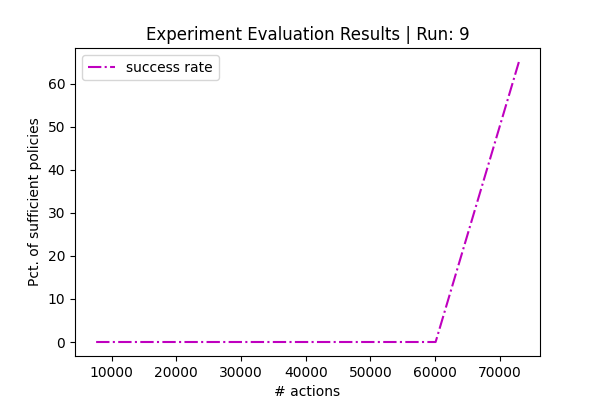 Experiment Evaluation Results | Run: 9
success rate
Pct. of sufficient policies
60
50
40
30
20
10
0
10000 20000 30000 40000 50000 60000 70000
# actions